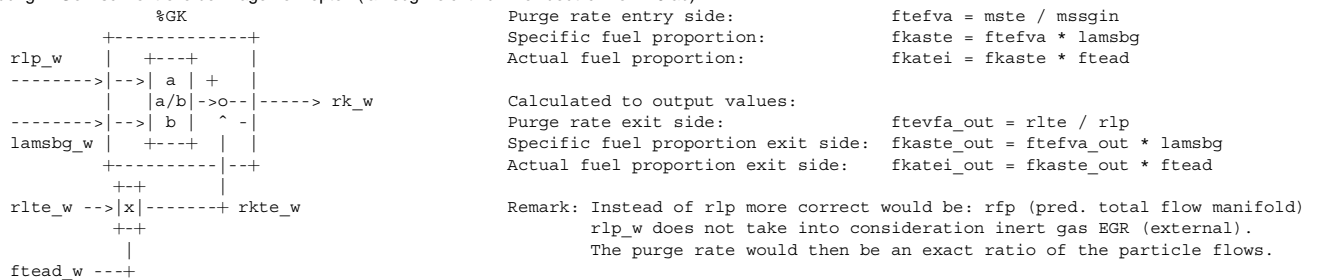 %GK Purge rate entry side: ftefva = mste / mssgin
+-------------+ Specific fuel proportion: fkaste = ftefva * lamsbg
rlp_w | +---+ | Actual fuel proportion: fkatei = fkaste * ftead
-------->|-->| a | + |
| |a/b|->o--|-----> rk_w Calculated to output values:
-------->|-->| b | ^ -| Purge rate exit side: ftevfa_out = rlte / rlp
lamsbg_w | +---+ | | Specific fuel proportion exit side: fkaste_out = ftefva_out * lamsbg
+----------|--+ Actual fuel proportion exit side: fkatei_out = fkaste_out * ftead
+-+ |
rlte_w -->|x|-------+ rkte_w Remark: Instead of rlp more correct would be: rfp (pred. total flow manifold)
+-+ rlp_w does not take into consideration inert gas EGR (external).
| The purge rate would then be an exact ratio of the particle flows.
ftead_w ---+